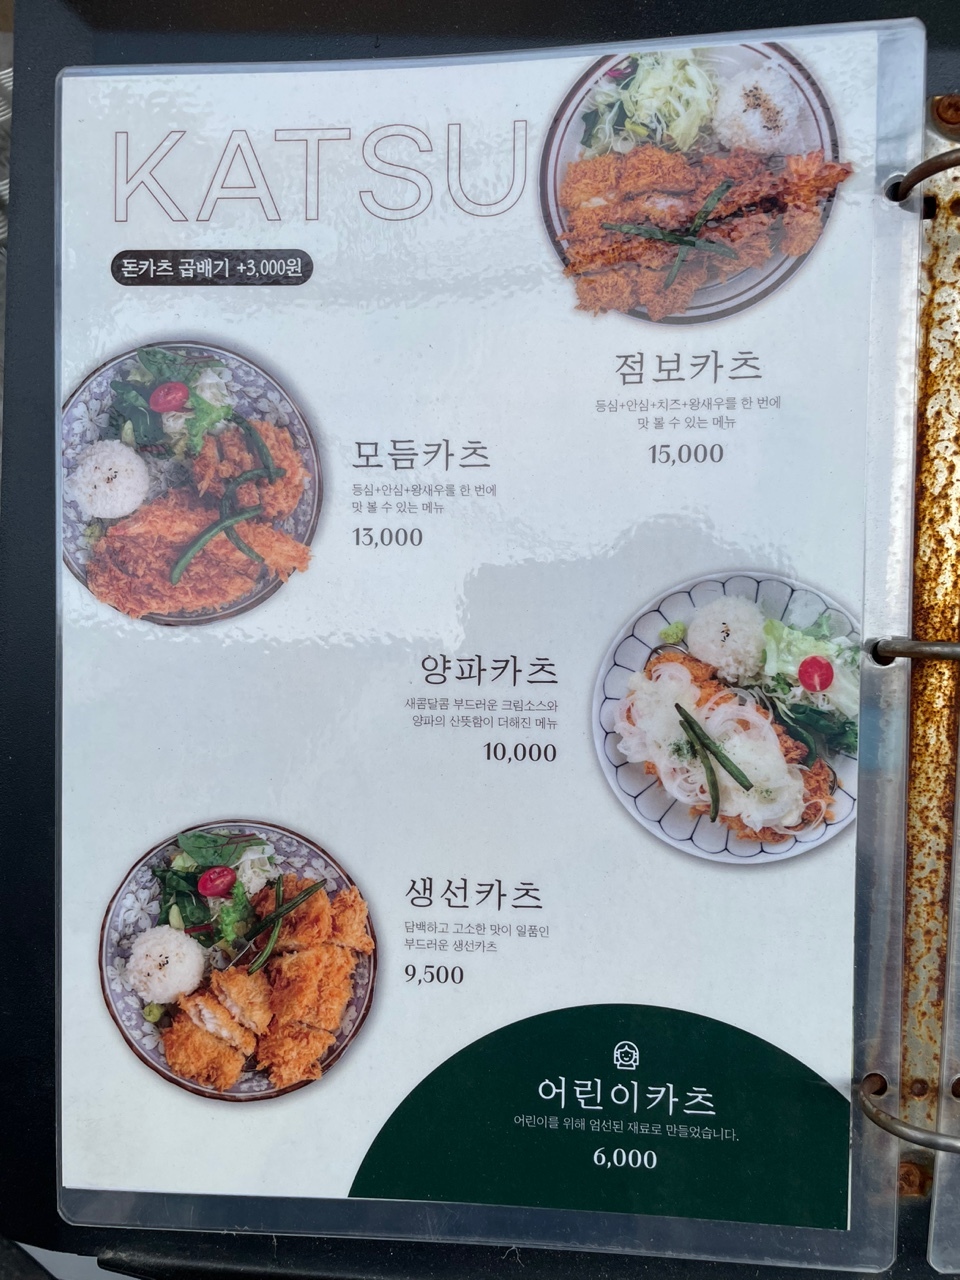 KATSU
돈카츠 곱배기 +3,000원
점보카츠
등심+안심+치즈+왕새우를 한 번에
맛 볼 수 있는 메뉴
15,000
모듬카츠
등심+안심+왕새우를 한 번에
맛 볼 수 있는 메뉴
13,000
양파카츠
새콤달콤 부드러운 크림소스와
양파의 산뜻함이 더해진 메뉴
10,000
생선카츠
담백하고 고소한 맛이 일품인
부드러운 생선카츠
9,500
어린이카츠
어린이를 위해 엄선된 재료로 만들었습니다.
6,000